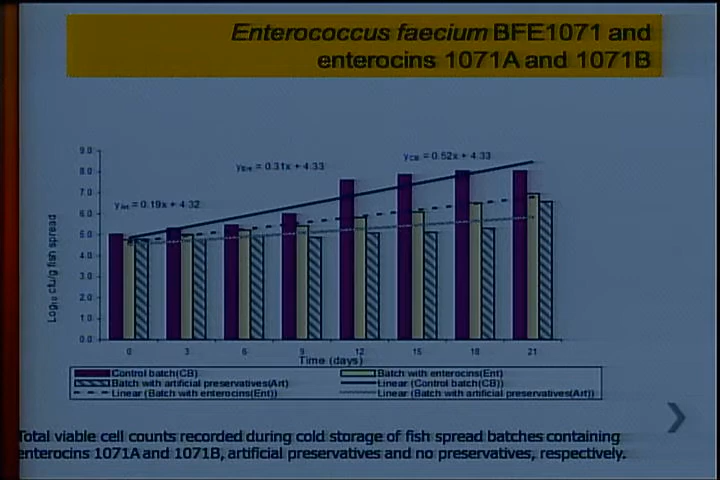 Enterococcus faecium BFE1071 and
enterocins 1071A and 1071B
9.0
8.0
7.0
6.0
5.0
4.0
3.0
2.0
1.0
0.0
Log10 cfu/g fish spread
yArt = 0.19x + 4.32
yEnt = 0.31x + 4.33
yCB = 0.52x + 4.33
0 3 6 9 12 15 18 21
Time (days)
Control batch(CB) Batch with enterocins(Ent)
Batch with artificial preservatives(Art) Linear (Control batch(CB))
Linear (Batch with enterocins(Ent)) Linear (Batch with artificial preservatives(Art))
Total viable cell counts recorded during cold storage of fish spread batches containing
enterocins 1071A and 1071B, artificial preservatives and no preservatives, respectively.